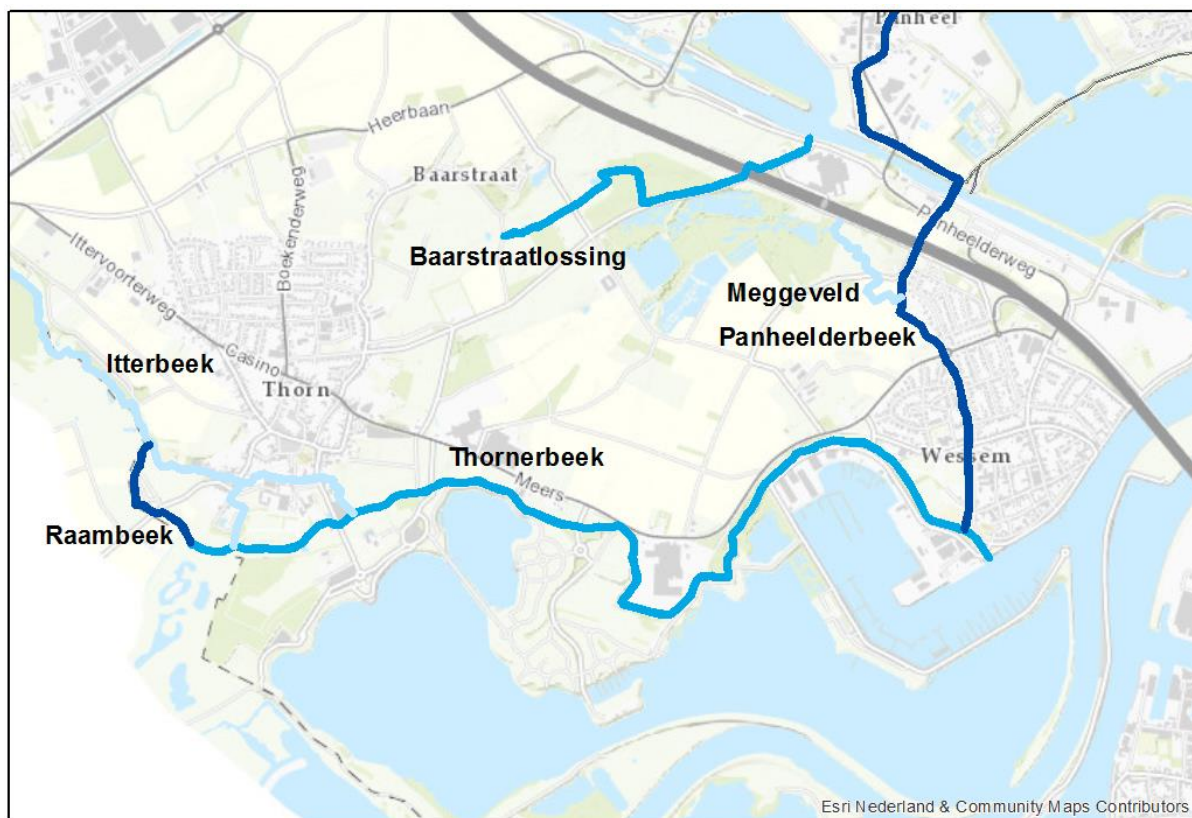 Panheel
Heerbaan
Baarstraat
Boekenderweg
Panheelderweg
Ittervoorterweg
Baarstraatlossing
Meggeveld
Panheelderbeek
Itterbeek
Casino
Thorn
Thornerbeek
Wessem
Meers
Raambeek
Esri Nederland & Community Maps Contributors